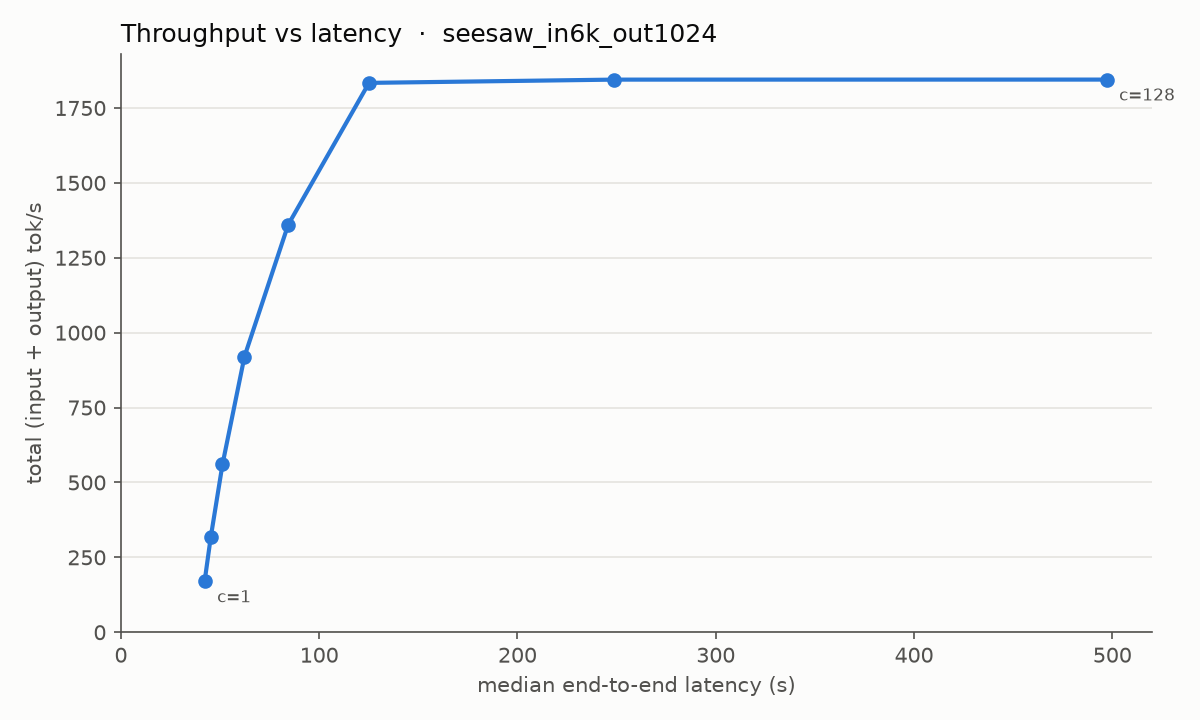 Throughput vs latency · seesaw_in6k_out1024
total (input + output) tok/s
1750
1500
1250
1000
750
500
250
0
c=128
c=1
0 100 200 300 400 500
median end-to-end latency (s)